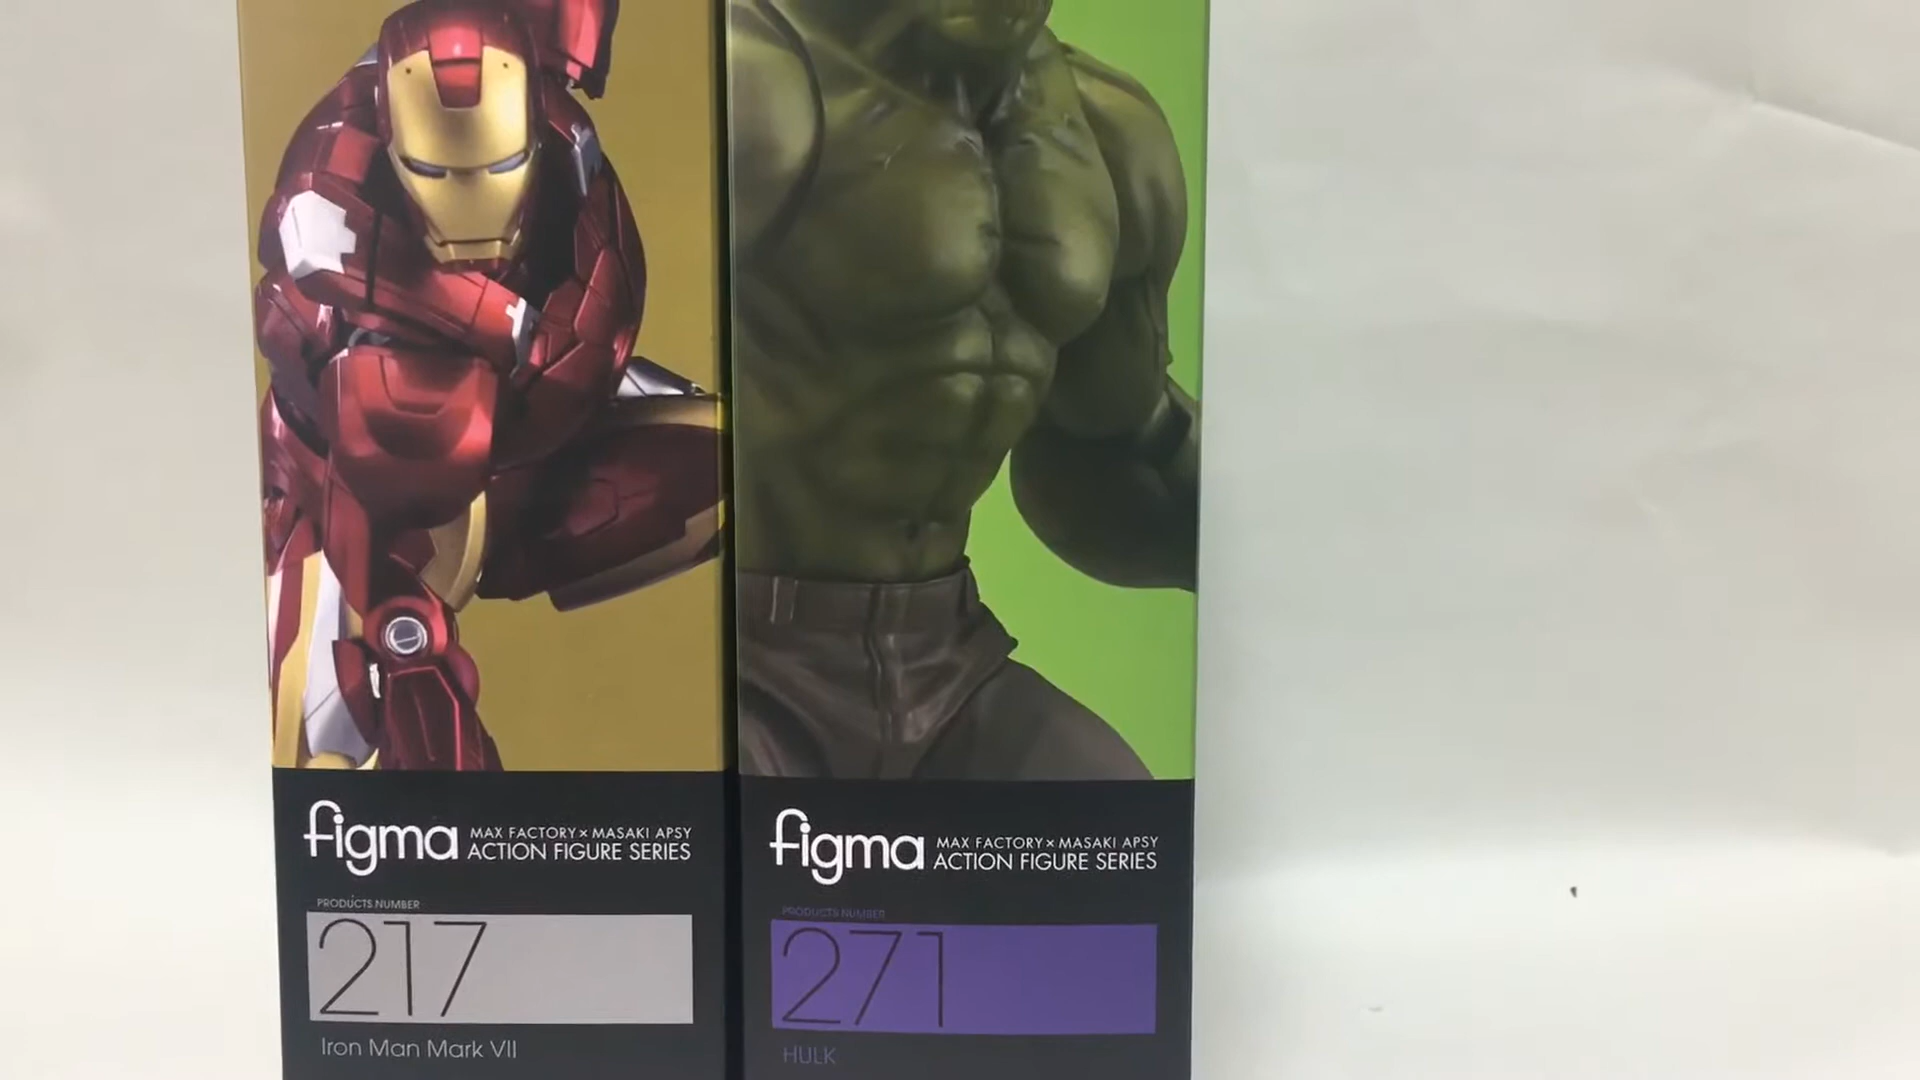 figma MAX FACTORY×MASAKI APSY
ACTION FIGURE SERIES
PRODUCTS NUMBER
217
Iron Man Mark VII
figma MAX FACTORY×MASAKI APSY
ACTION FIGURE SERIES
PRODUCTS NUMBER
271
HULK